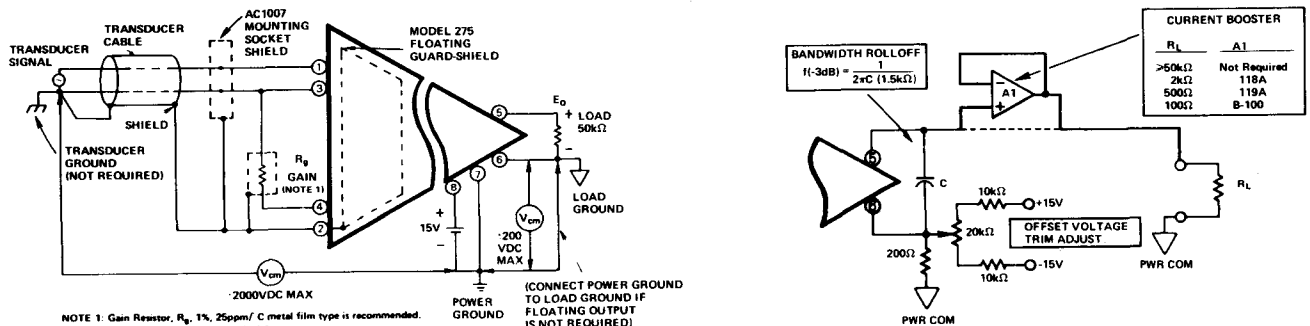 TRANSDUCER
SIGNAL
TRANSDUCER
CABLE
AC1007
MOUNTING
SOCKET
SHIELD
MODEL 275
FLOATING
GUARD-SHIELD
SHIELD
TRANSDUCER
GROUND
(NOT REQUIRED)
Rg
GAIN
(NOTE 1)
1
3
4
2
5
6
7
8
Eo
+
LOAD
50kΩ
−
LOAD
GROUND
+
15V
−
Vcm
·200
VDC
MAX
Vcm
·2000VDC MAX
POWER
GROUND
(CONNECT POWER GROUND
TO LOAD GROUND IF
FLOATING OUTPUT
IS NOT REQUIRED)
NOTE 1: Gain Resistor, Rg, 1%, 25ppm/ C metal film type is recommended.
BANDWIDTH ROLLOFF
f(-3dB) = 1 / 2πC (1.5kΩ)
CURRENT BOOSTER
RL A1
≥50kΩ Not Required
2kΩ 118A
500Ω 119A
100Ω B-100
−
A1
+
5
6
C
200Ω
10kΩ
+15V
20kΩ
OFFSET VOLTAGE
TRIM ADJUST
10kΩ
-15V
RL
PWR COM
PWR COM